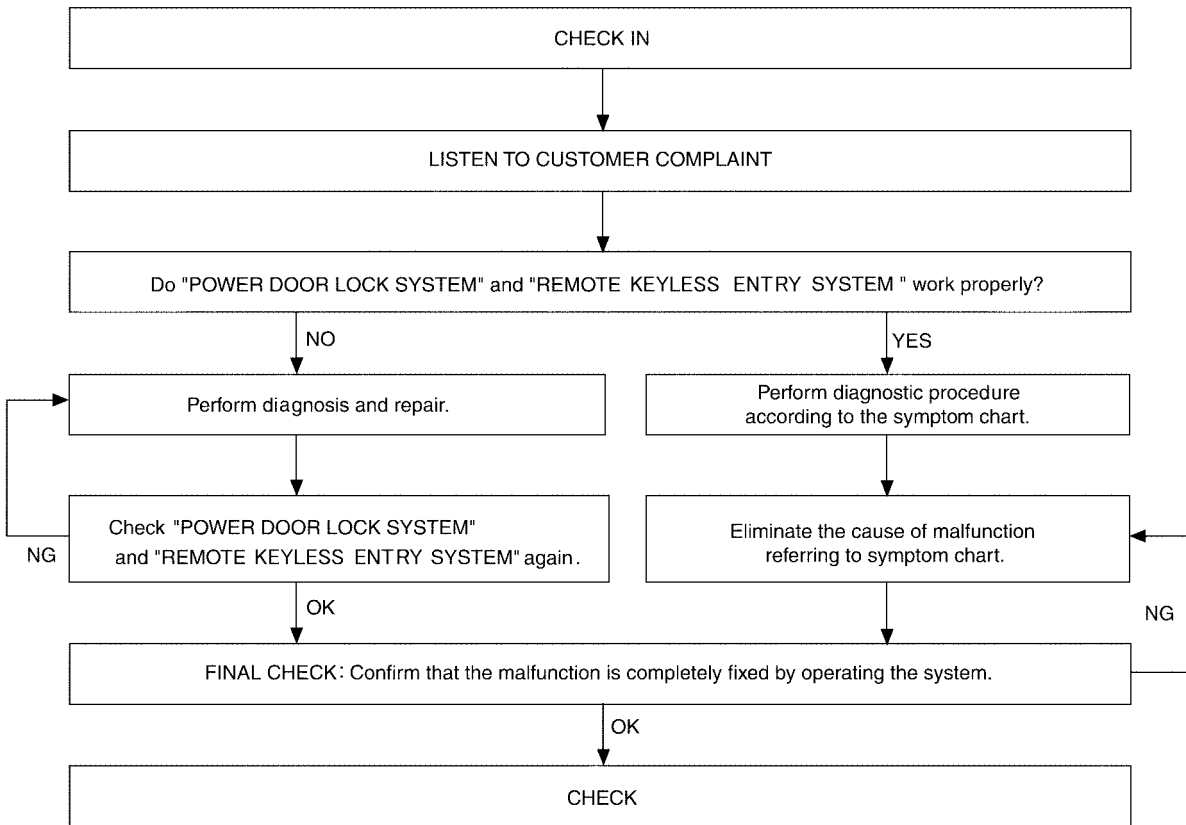 CHECK IN
LISTEN TO CUSTOMER COMPLAINT
Do "POWER DOOR LOCK SYSTEM" and "REMOTE KEYLESS ENTRY SYSTEM" work properly?
NO
YES
Perform diagnosis and repair.
Perform diagnostic procedure
according to the symptom chart.
Check "POWER DOOR LOCK SYSTEM"
and "REMOTE KEYLESS ENTRY SYSTEM" again.
Eliminate the cause of malfunction
referring to symptom chart.
NG
OK
NG
FINAL CHECK: Confirm that the malfunction is completely fixed by operating the system.
OK
CHECK